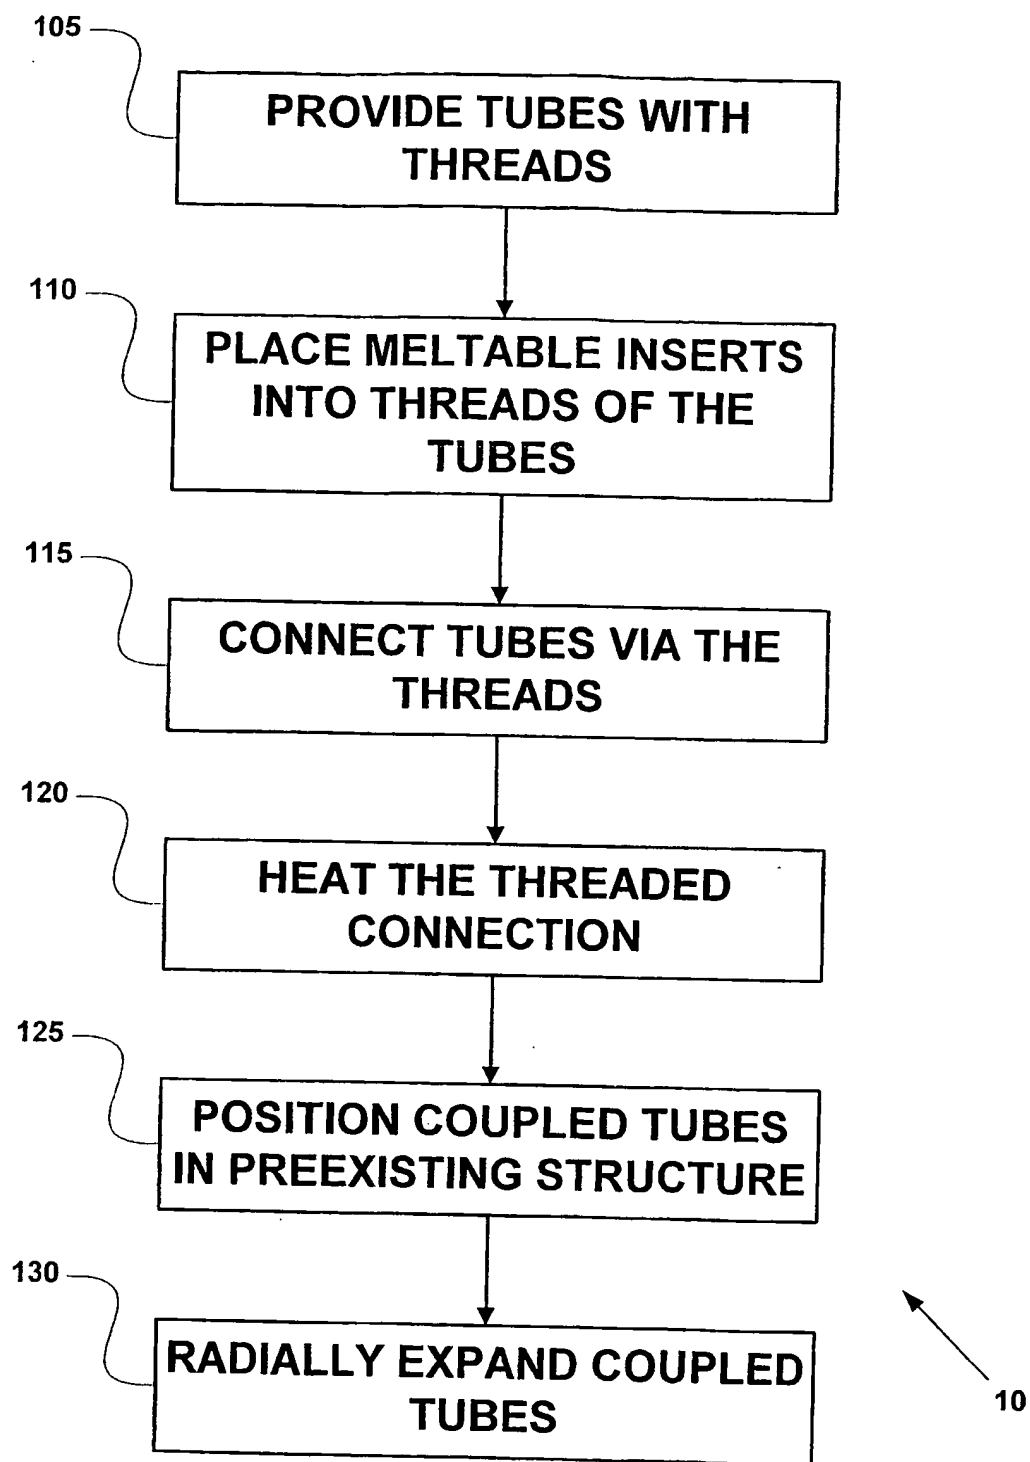 105
PROVIDE TUBES WITH
THREADS
110
PLACE MELTABLE INSERTS
INTO THREADS OF THE
TUBES
115
CONNECT TUBES VIA THE
THREADS
120
HEAT THE THREADED
CONNECTION
125
POSITION COUPLED TUBES
IN PREEXISTING STRUCTURE
130
RADIALLY EXPAND COUPLED
TUBES
10